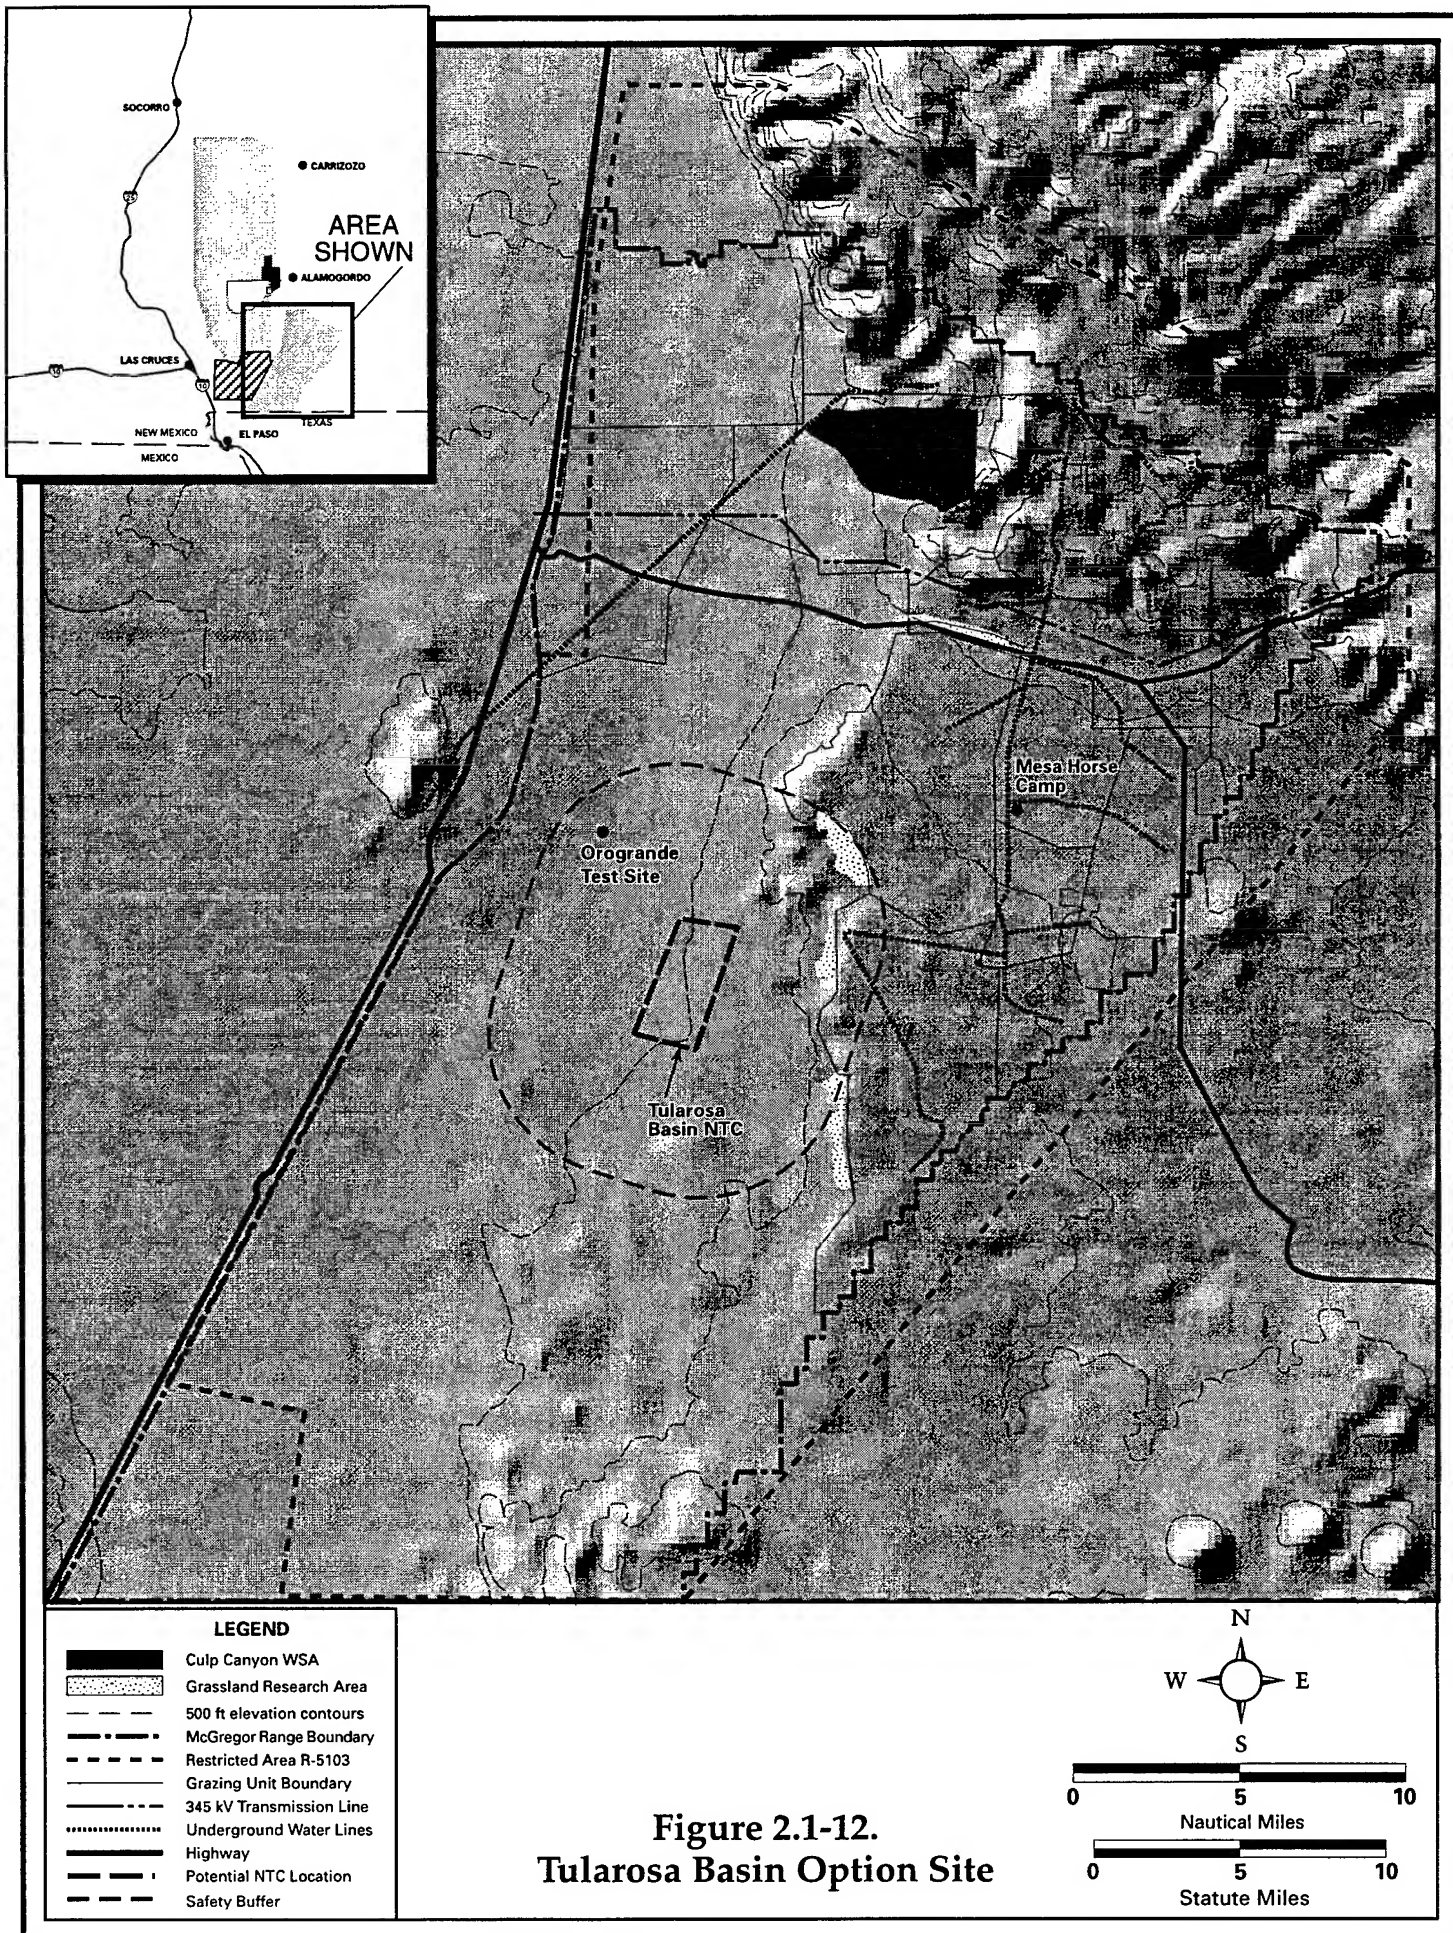 SOCORRO
CARRIZOZO
25
AREA
SHOWN
ALAMOGORDO
LAS CRUCES
10
10
TEXAS
NEW MEXICO
EL PASO
MEXICO
Mesa Horse
Camp
Orogrande
Test Site
Tularosa
Basin NTC
LEGEND
Culp Canyon WSA
Grassland Research Area
500 ft elevation contours
McGregor Range Boundary
Restricted Area R-5103
Grazing Unit Boundary
345 kV Transmission Line
Underground Water Lines
Highway
Potential NTC Location
Safety Buffer
Figure 2.1-12.
Tularosa Basin Option Site
N
W E
S
0 5 10
Nautical Miles
0 5 10
Statute Miles